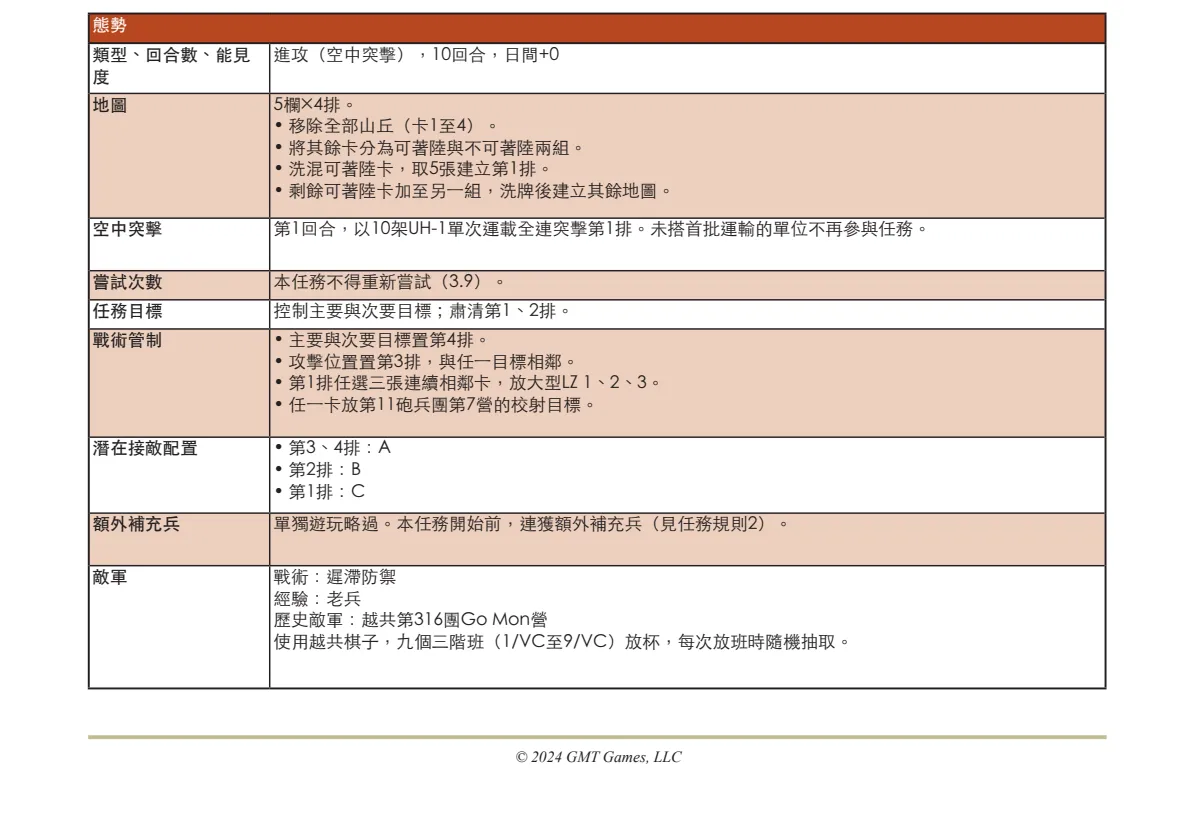 態勢
類型、回合數、能見度
進攻（空中突擊），10回合，日間+0
地圖
5欄×4排。
• 移除全部山丘（卡1至4）。
• 將其餘卡分為可著陸與不可著陸兩組。
• 洗混可著陸卡，取5張建立第1排。
• 剩餘可著陸卡加至另一組，洗牌後建立其餘地圖。
空中突擊
第1回合，以10架UH-1單次運載全連突擊第1排。未搭首批運輸的單位不再參與任務。
嘗試次數
本任務不得重新嘗試（3.9）。
任務目標
控制主要與次要目標；肅清第1、2排。
戰術管制
• 主要與次要目標置第4排。
• 攻擊位置置第3排，與任一目標相鄰。
• 第1排任選三張連續相鄰卡，放大型LZ 1、2、3。
• 任一卡放第11砲兵團第7營的校射目標。
潛在接敵配置
• 第3、4排：A
• 第2排：B
• 第1排：C
額外補充兵
單獨遊玩略過。本任務開始前，連獲額外補充兵（見任務規則2）。
敵軍
戰術：遲滯防禦
經驗：老兵
歷史敵軍：越共第316團Go Mon營
使用越共棋子，九個三階班（1/VC至9/VC）放杯，每次放班時隨機抽取。
© 2024 GMT Games, LLC